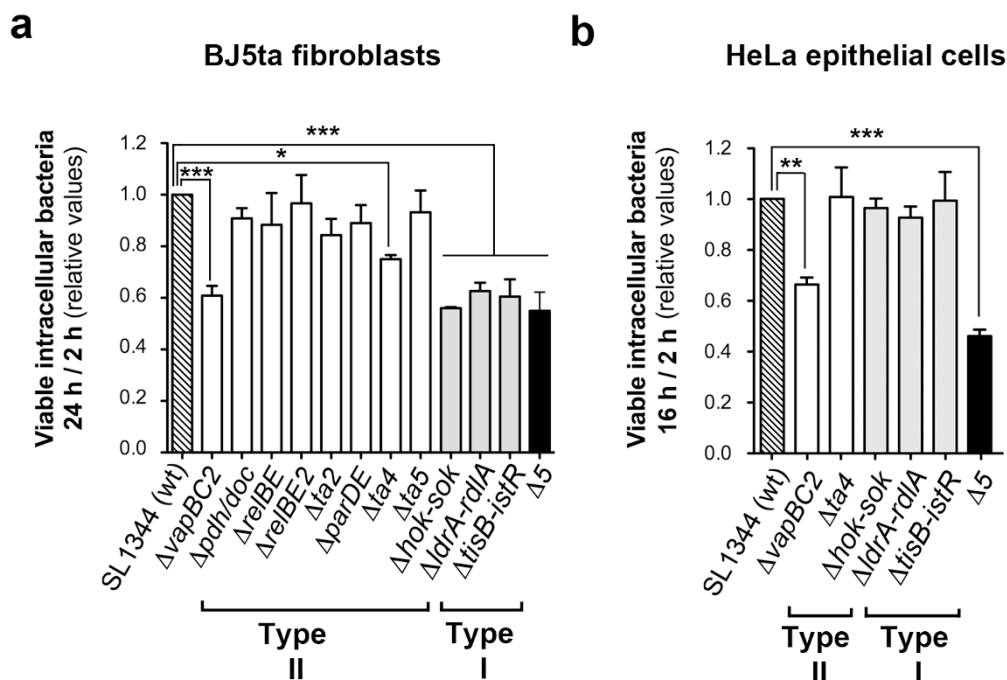 a
BJ5ta fibroblasts
Viable intracellular bacteria
24 h / 2 h (relative values)
1.2
1.0
0.8
0.6
0.4
0.2
0.0
***
*
***
SL1344 (wt)
ΔvapBC2
Δpdh/doc
ΔrelBE
ΔrelBE2
Δta2
ΔparDE
Δta4
Δta5
Δhok-sok
ΔldrA-rdlA
ΔtisB-istR
Δ5
Type
II
Type
I
b
HeLa epithelial cells
Viable intracellular bacteria
16 h / 2 h (relative values)
1.2
1.0
0.8
0.6
0.4
0.2
0.0
***
**
SL1344 (wt)
ΔvapBC2
Δta4
Δhok-sok
ΔldrA-rdlA
ΔtisB-istR
Δ5
Type
II
Type
I